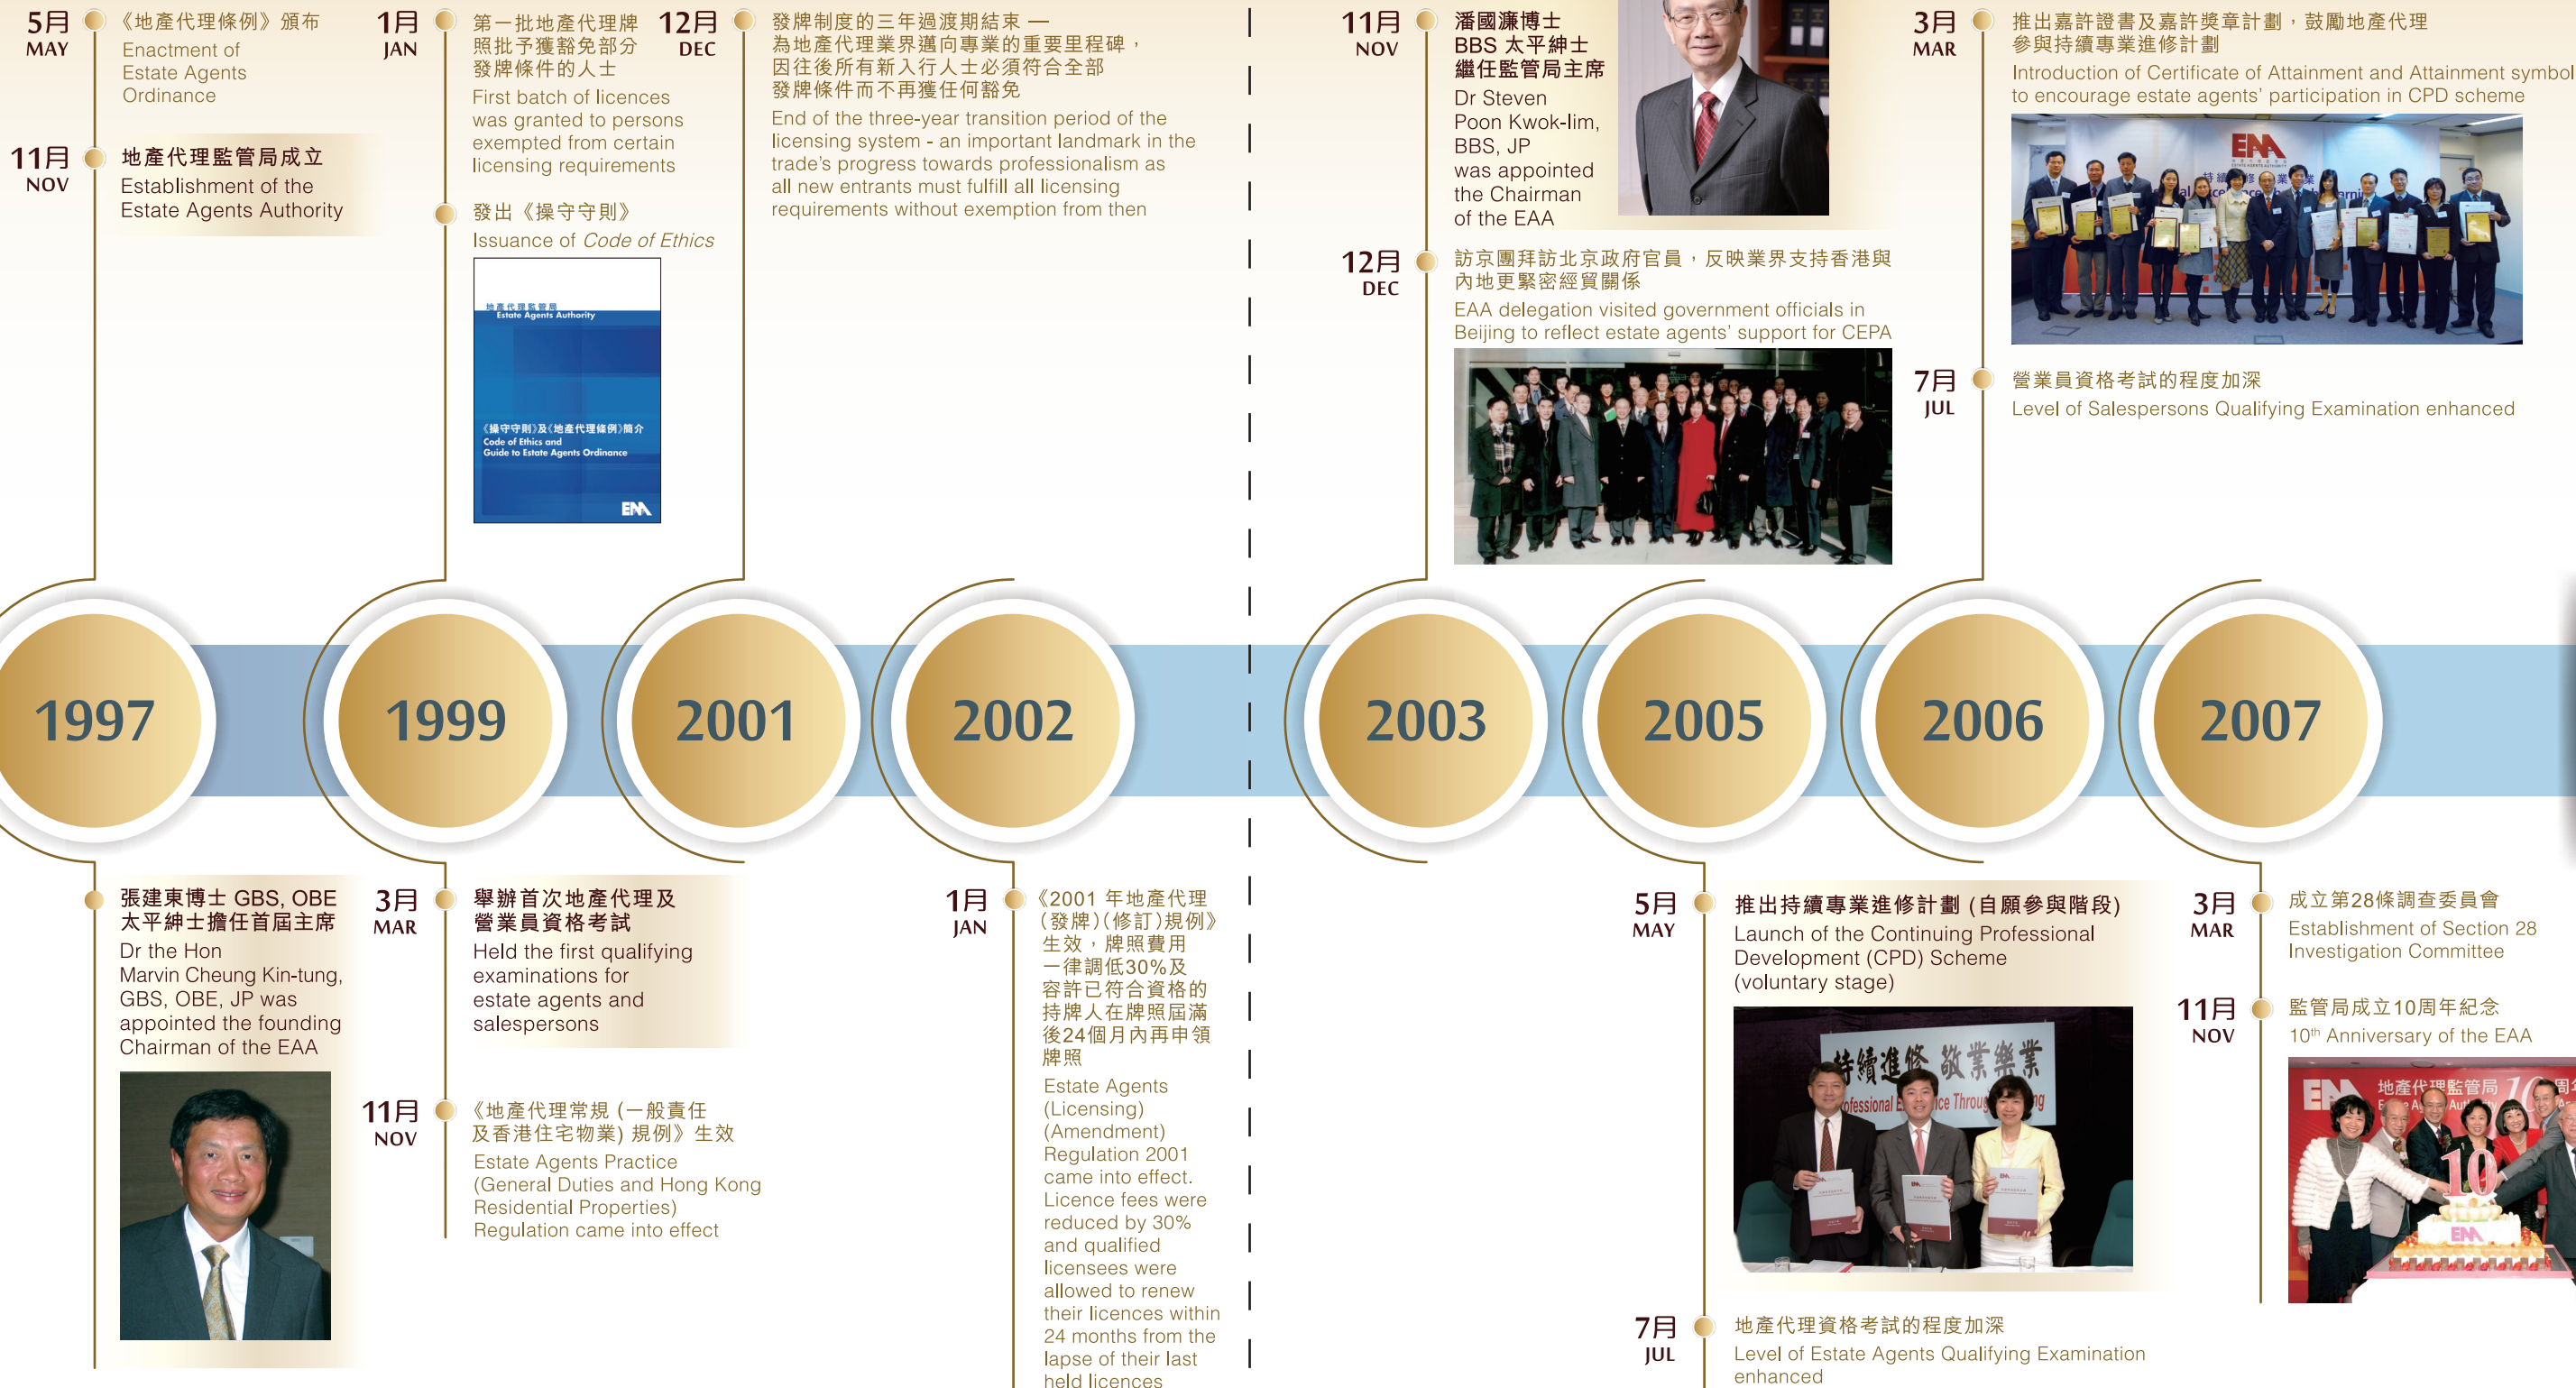 5月
MAY
《地產代理條例》頒布
Enactment of
Estate Agents
Ordinance
11月
NOV
地產代理監管局成立
Establishment of the
Estate Agents Authority
1月
JAN
第一批地產代理牌
照批予獲豁免部分
發牌條件的人士
First batch of licences
was granted to persons
exempted from certain
licensing requirements
發出《操守守則》
Issuance of Code of Ethics
地產代理監管局
Estate Agents Authority
《操守守則》及《地產代理條例》簡介
Code of Ethics and
Guide to Estate Agents Ordinance
EAA
12月
DEC
發牌制度的三年過渡期結束 —
為地產代理業界邁向專業的重要里程碑，
因往後所有新入行人士必須符合全部
發牌條件而不再獲任何豁免
End of the three-year transition period of the
licensing system - an important landmark in the
trade's progress towards professionalism as
all new entrants must fulfill all licensing
requirements without exemption from then
11月
NOV
潘國濂博士
BBS 太平紳士
繼任監管局主席
Dr Steven
Poon Kwok-lim,
BBS, JP
was appointed
the Chairman
of the EAA
12月
DEC
訪京團拜訪北京政府官員，反映業界支持香港與
內地更緊密經貿關係
EAA delegation visited government officials in
Beijing to reflect estate agents' support for CEPA
3月
MAR
推出嘉許證書及嘉許獎章計劃，鼓勵地產代理
參與持續專業進修計劃
Introduction of Certificate of Attainment and Attainment symbol
to encourage estate agents' participation in CPD scheme
EAA
7月
JUL
營業員資格考試的程度加深
Level of Salespersons Qualifying Examination enhanced
1997
1999
2001
2002
2003
2005
2006
2007
張建東博士 GBS, OBE
太平紳士擔任首屆主席
Dr the Hon
Marvin Cheung Kin-tung,
GBS, OBE, JP was
appointed the founding
Chairman of the EAA
3月
MAR
舉辦首次地產代理及
營業員資格考試
Held the first qualifying
examinations for
estate agents and
salespersons
11月
NOV
《地產代理常規 (一般責任
及香港住宅物業) 規例》生效
Estate Agents Practice
(General Duties and Hong Kong
Residential Properties)
Regulation came into effect
1月
JAN
《2001 年地產代理
(發牌)(修訂)規例》
生效，牌照費用
一律調低30%及
容許已符合資格的
持牌人在牌照屆滿
後24個月內再申領
牌照
Estate Agents
(Licensing)
(Amendment)
Regulation 2001
came into effect.
Licence fees were
reduced by 30%
and qualified
licensees were
allowed to renew
their licences within
24 months from the
lapse of their last
held licences
5月
MAY
推出持續專業進修計劃 (自願參與階段)
Launch of the Continuing Professional
Development (CPD) Scheme
(voluntary stage)
持續進修 敬業樂業
7月
JUL
地產代理資格考試的程度加深
Level of Estate Agents Qualifying Examination
enhanced
3月
MAR
成立第28條調查委員會
Establishment of Section 28
Investigation Committee
11月
NOV
監管局成立10周年紀念
10th Anniversary of the EAA
EAA
地產代理監管局 10
10
EAA